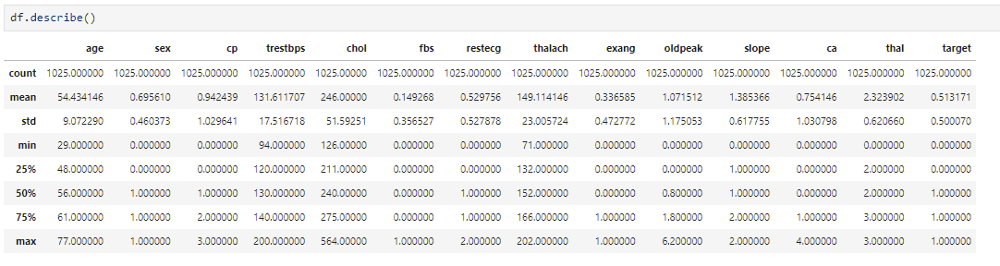 df.describe()
age sex cp trestbps chol fbs restecg thalach exang oldpeak slope ca thal target
count 1025.000000 1025.000000 1025.000000 1025.000000 1025.00000 1025.000000 1025.000000 1025.000000 1025.000000 1025.000000 1025.000000 1025.000000 1025.000000 1025.000000
mean 54.434146 0.695610 0.942439 131.611707 246.00000 0.149268 0.529756 149.114146 0.336585 1.071512 1.385366 0.754146 2.323902 0.513171
std 9.072290 0.460373 1.029641 17.516718 51.59251 0.356527 0.527878 23.005724 0.472772 1.175053 0.617755 1.030798 0.620660 0.500070
min 29.000000 0.000000 0.000000 94.000000 126.00000 0.000000 0.000000 71.000000 0.000000 0.000000 0.000000 0.000000 0.000000 0.000000
25% 48.000000 0.000000 0.000000 120.000000 211.00000 0.000000 0.000000 132.000000 0.000000 0.000000 1.000000 0.000000 2.000000 0.000000
50% 56.000000 1.000000 1.000000 130.000000 240.00000 0.000000 1.000000 152.000000 0.000000 0.800000 1.000000 0.000000 2.000000 1.000000
75% 61.000000 1.000000 2.000000 140.000000 275.00000 0.000000 1.000000 166.000000 1.000000 1.800000 2.000000 1.000000 3.000000 1.000000
max 77.000000 1.000000 3.000000 200.000000 564.00000 1.000000 2.000000 202.000000 1.000000 6.200000 2.000000 4.000000 3.000000 1.000000